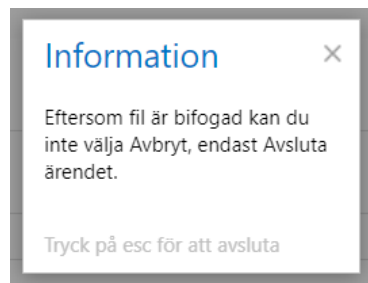 Information
Eftersom fil är bifogad kan du
inte välja Avbryt, endast Avsluta
ärendet.
Tryck på esc för att avsluta